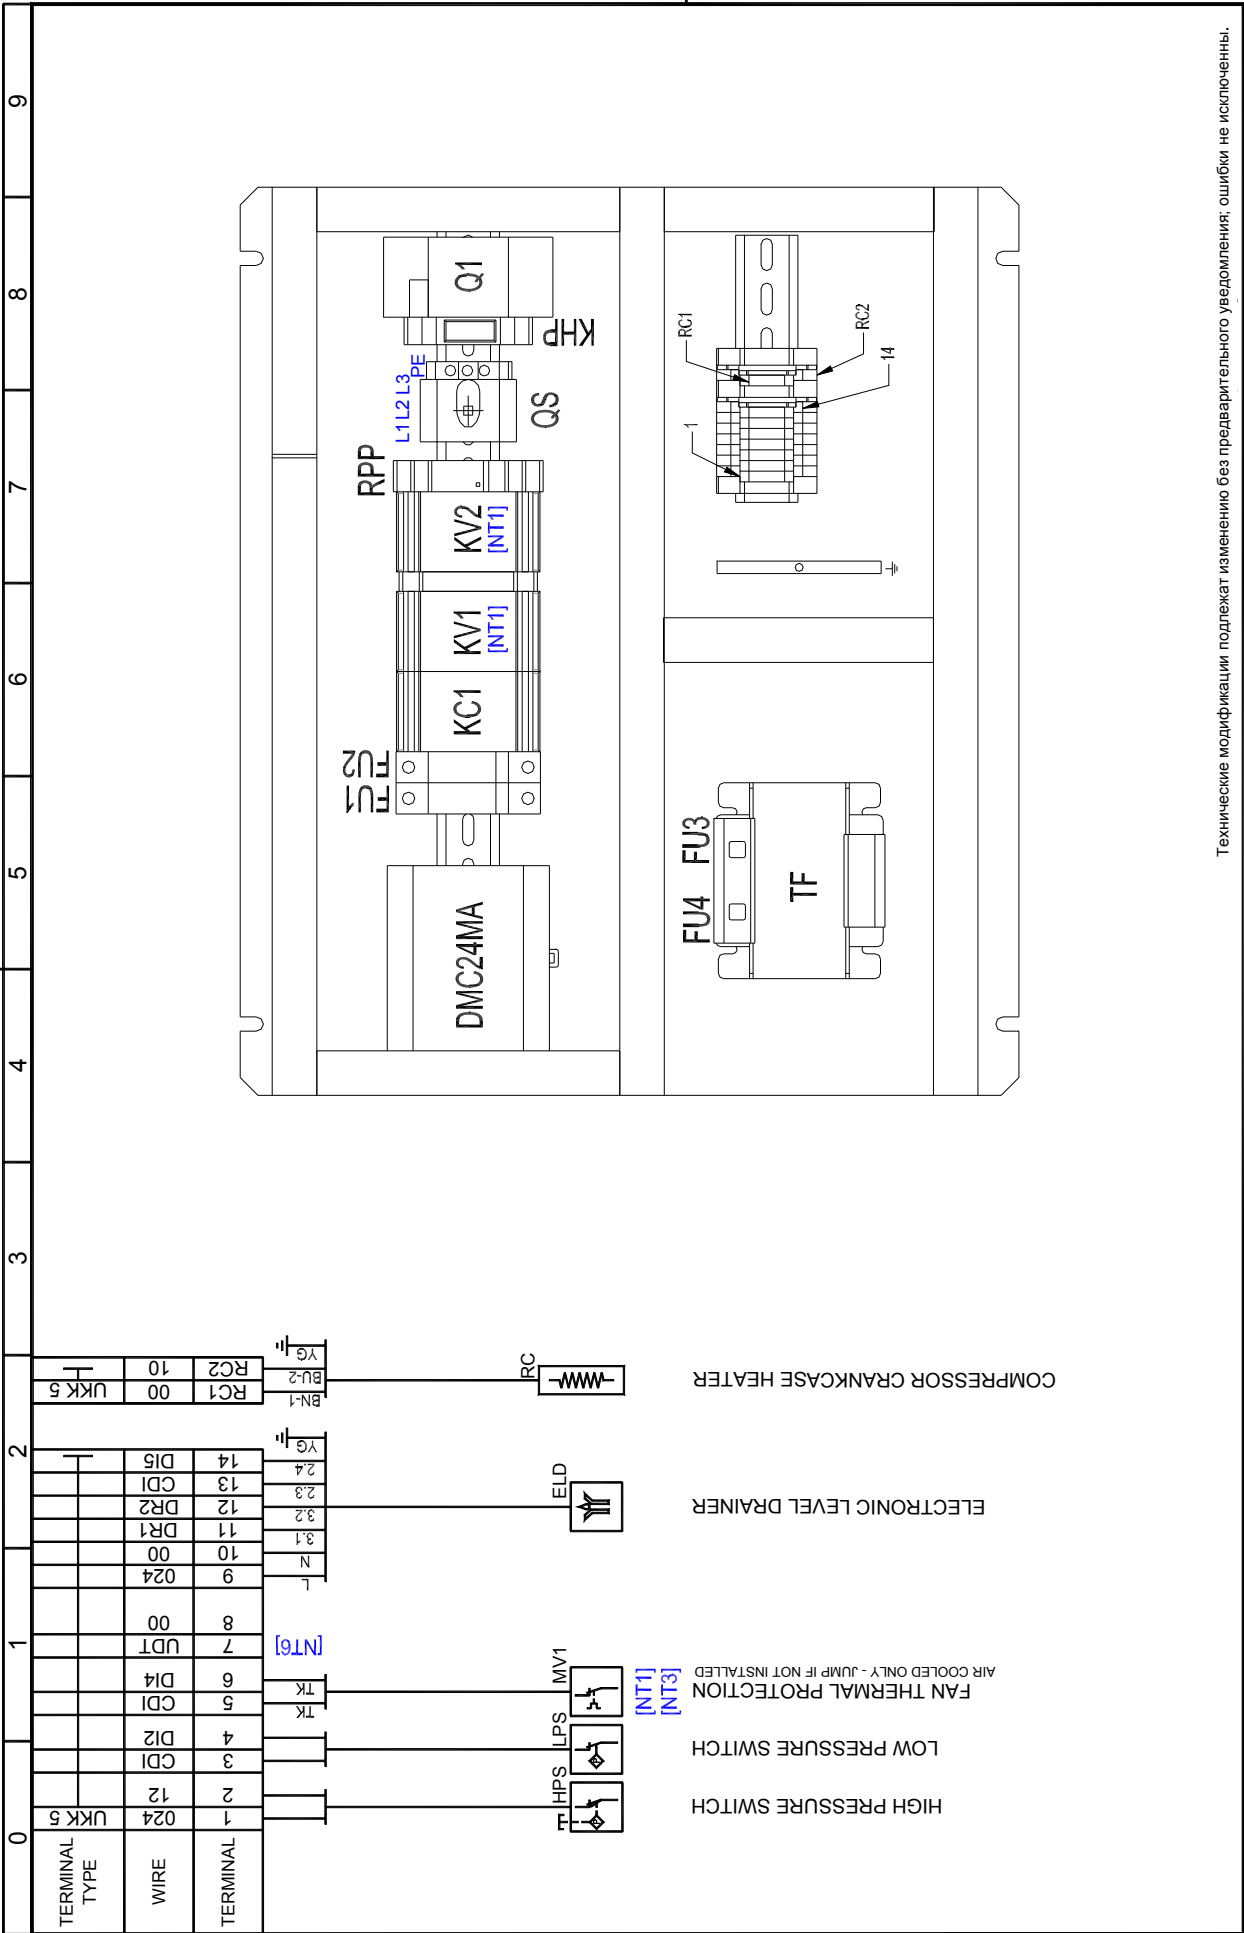 0 1 2 3 4 5 6 7 8 9
TERMINAL TYPE
WIRE
TERMINAL
UKK 5 024 1
12 2
CDI 3
DI2 4
CDI 5 TK
DI4 6 TK
UDT 7
00 8
[NT6]
024 9 L
00 10 N
DR1 11 3.1
DR2 12 3.2
CDI 13 2.3
DI5 14 2.4
YG
UKK 5 00 RC1 BN-1
10 RC2 BU-2
YG
HPS
HIGH PRESSURE SWITCH
LPS
LOW PRESSURE SWITCH
MV1
[NT1]
[NT3]
FAN THERMAL PROTECTION
AIR COOLED ONLY - JUMP IF NOT INSTALLED
ELD
ELECTRONIC LEVEL DRAINER
RC
COMPRESSOR CRANKCASE HEATER
DMC24MA
FU1
FU2
KC1
KV1
[NT1]
KV2
[NT1]
RPP
L1 L2 L3
PE
QS
KHP
Q1
FU4 FU3
TF
1
RC1
14
RC2
Технические модификации подлежат изменению без предварительного уведомления; ошибки не исключенны.